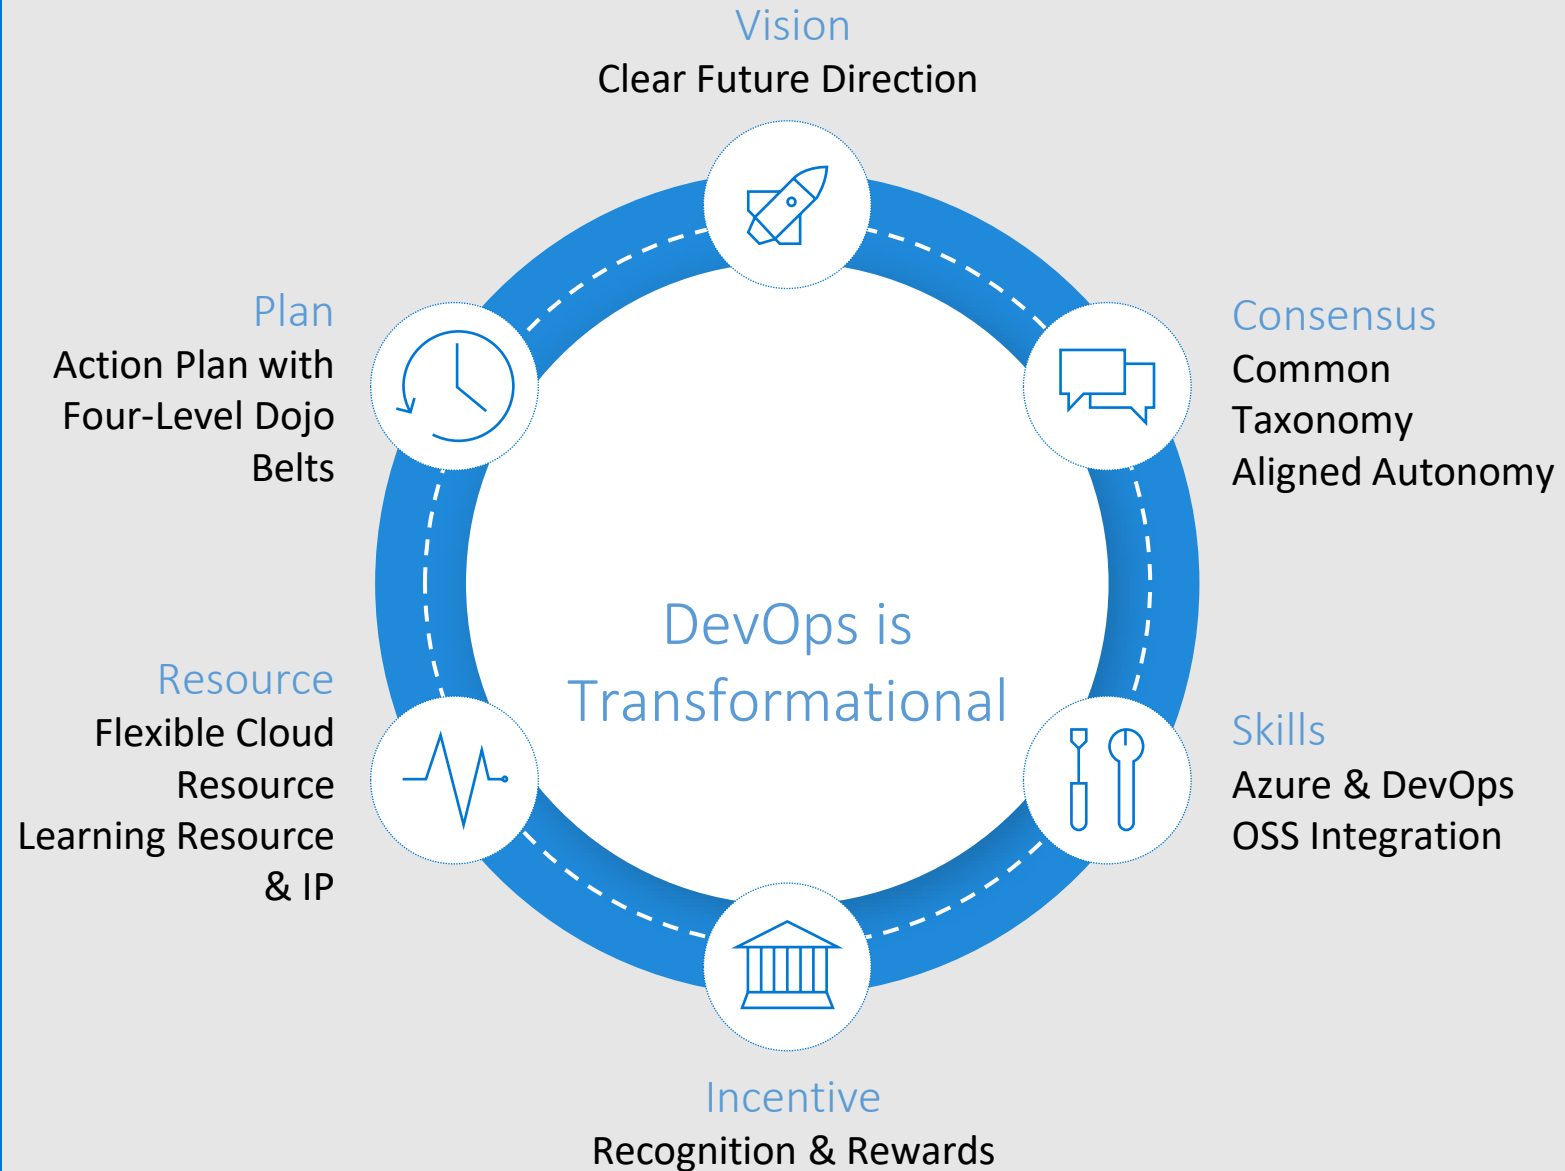 Vision
Clear Future Direction
Plan
Action Plan with
Four-Level Dojo
Belts
Consensus
Common
Taxonomy
Aligned Autonomy
DevOps is
Transformational
Resource
Flexible Cloud
Resource
Learning Resource
& IP
Skills
Azure & DevOps
OSS Integration
Incentive
Recognition & Rewards